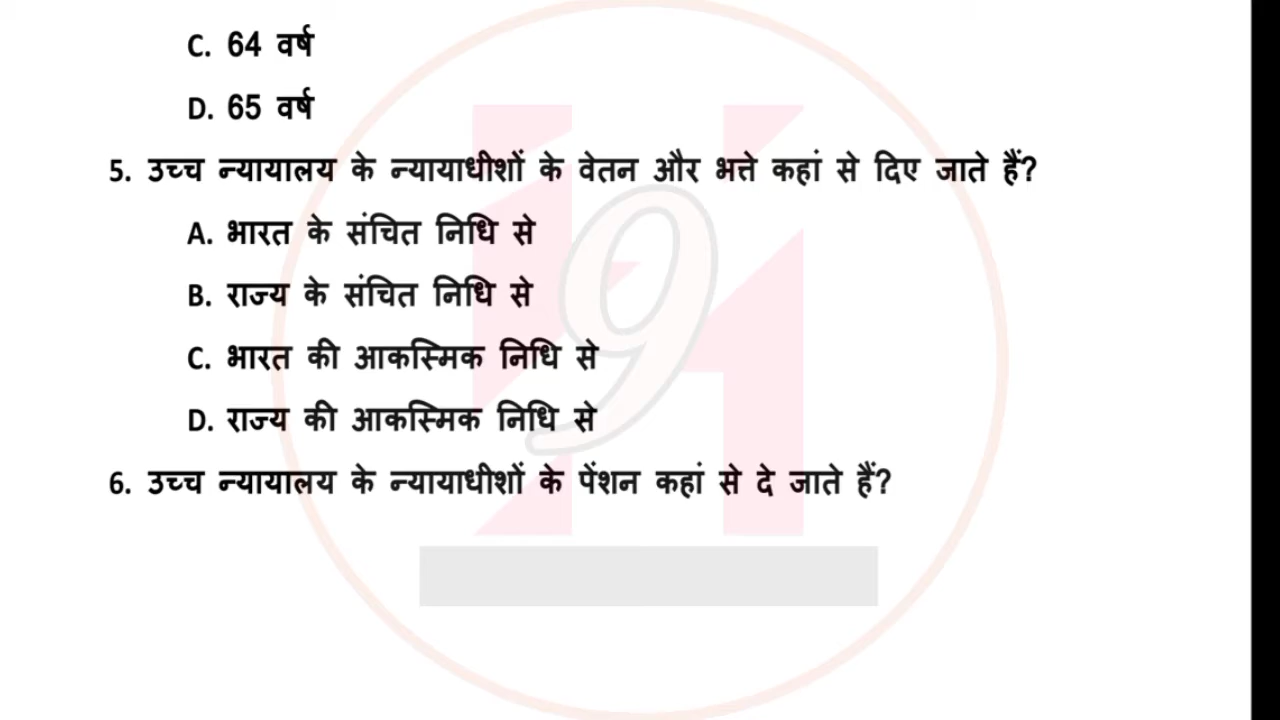 C. 64 वर्ष
D. 65 वर्ष
5. उच्च न्यायालय के न्यायाधीशों के वेतन और भत्ते कहां से दिए जाते हैं?
A. भारत के संचित निधि से
B. राज्य के संचित निधि से
C. भारत की आकस्मिक निधि से
D. राज्य की आकस्मिक निधि से
6. उच्च न्यायालय के न्यायाधीशों के पेंशन कहां से दे जाते हैं?
9